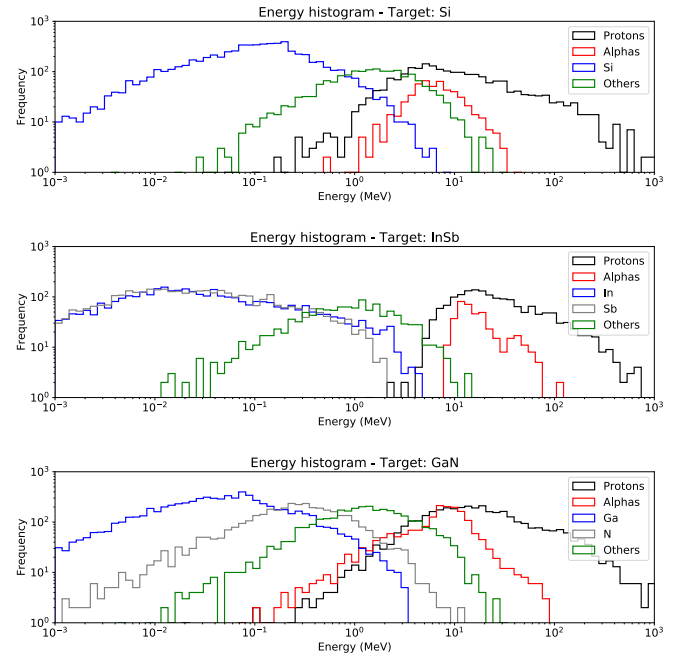 Energy histogram - Target: Si
Frequency
10³
10²
10¹
10⁰
Protons
Alphas
Si
Others
10⁻³ 10⁻² 10⁻¹ 10⁰ 10¹ 10² 10³
Energy (MeV)
Energy histogram - Target: InSb
Frequency
10³
10²
10¹
10⁰
Protons
Alphas
In
Sb
Others
10⁻³ 10⁻² 10⁻¹ 10⁰ 10¹ 10² 10³
Energy (MeV)
Energy histogram - Target: GaN
Frequency
10³
10²
10¹
10⁰
Protons
Alphas
Ga
N
Others
10⁻³ 10⁻² 10⁻¹ 10⁰ 10¹ 10² 10³
Energy (MeV)